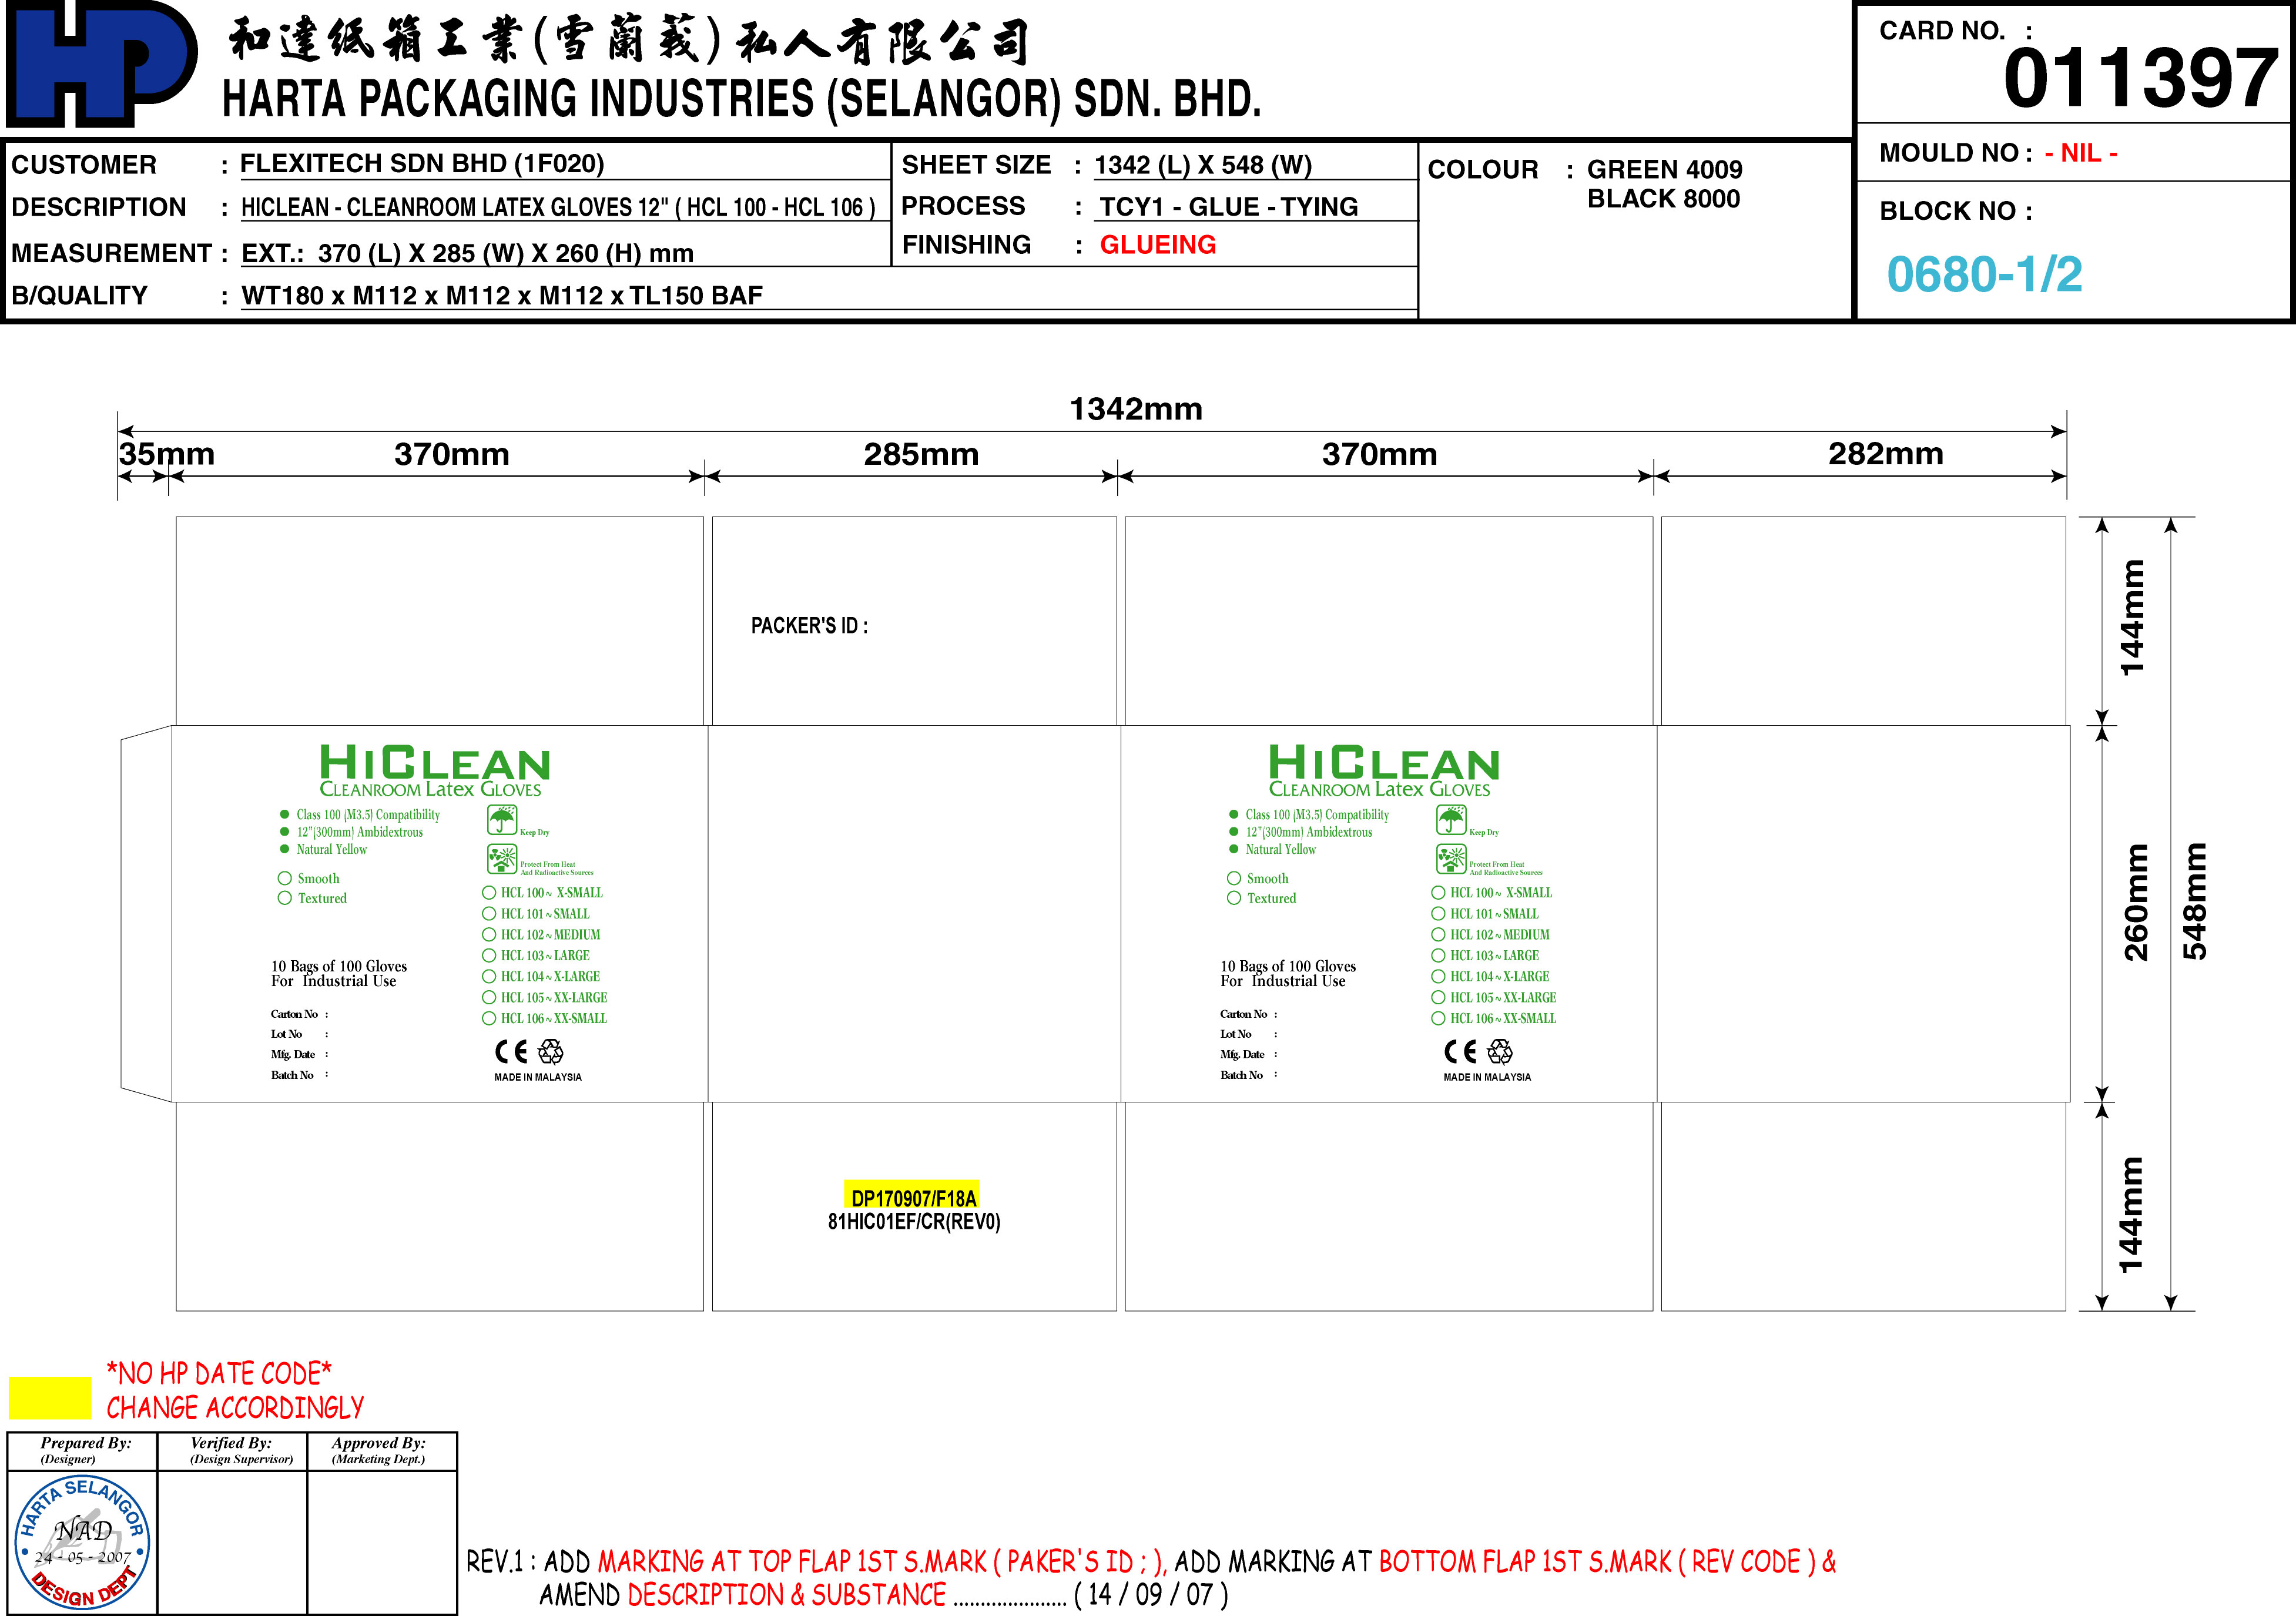 HP
和達紙箱工業(雪蘭莪)私人有限公司
HARTA PACKAGING INDUSTRIES (SELANGOR) SDN. BHD.
CARD NO. :
011397
MOULD NO : - NIL -
BLOCK NO :
0680-1/2
CUSTOMER : FLEXITECH SDN BHD (1F020)
DESCRIPTION : HICLEAN - CLEANROOM LATEX GLOVES 12" ( HCL 100 - HCL 106 )
MEASUREMENT : EXT.: 370 (L) X 285 (W) X 260 (H) mm
B/QUALITY : WT180 x M112 x M112 x M112 x TL150 BAF
SHEET SIZE : 1342 (L) X 548 (W)
PROCESS : TCY1 - GLUE - TYING
FINISHING : GLUEING
COLOUR : GREEN 4009
BLACK 8000
1342mm
35mm 370mm 285mm 370mm 282mm
PACKER'S ID :
144mm
260mm
548mm
144mm
HICLEAN
CLEANROOM Latex GLOVES
Class 100 (M3.5) Compatibility
12"(300mm) Ambidextrous
Natural Yellow
Smooth
Textured
Keep Dry
Protect From Heat
And Radioactive Sources
HCL 100~ X-SMALL
HCL 101~SMALL
HCL 102~MEDIUM
HCL 103~LARGE
HCL 104~X-LARGE
HCL 105~XX-LARGE
HCL 106~XX-SMALL
10 Bags of 100 Gloves
For Industrial Use
Carton No :
Lot No :
Mfg. Date :
Batch No :
CE
MADE IN MALAYSIA
HICLEAN
CLEANROOM Latex GLOVES
Class 100 (M3.5) Compatibility
12"(300mm) Ambidextrous
Natural Yellow
Smooth
Textured
Keep Dry
Protect From Heat
And Radioactive Sources
HCL 100~ X-SMALL
HCL 101~SMALL
HCL 102~MEDIUM
HCL 103~LARGE
HCL 104~X-LARGE
HCL 105~XX-LARGE
HCL 106~XX-SMALL
10 Bags of 100 Gloves
For Industrial Use
Carton No :
Lot No :
Mfg. Date :
Batch No :
CE
MADE IN MALAYSIA
DP170907/F18A
81HIC01EF/CR(REV0)
*NO HP DATE CODE*
CHANGE ACCORDINGLY
Prepared By:
(Designer)
Verified By:
(Design Supervisor)
Approved By:
(Marketing Dept.)
HARTA SELANGOR
NAD
24 - 05 - 2007
DESIGN DEPT
REV.1 : ADD MARKING AT TOP FLAP 1ST S.MARK ( PAKER'S ID ; ), ADD MARKING AT BOTTOM FLAP 1ST S.MARK ( REV CODE ) &
AMEND DESCRIPTION & SUBSTANCE ..................... ( 14 / 09 / 07 )